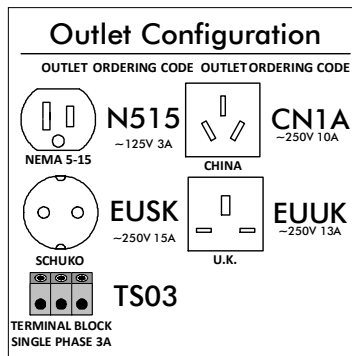 Outlet Configuration
OUTLET ORDERING CODE OUTLET ORDERING CODE
N515
~125V 3A
NEMA 5-15
CN1A
~250V 10A
CHINA
EUSK
~250V 15A
SCHUKO
EUUK
~250V 13A
U.K.
TS03
TERMINAL BLOCK
SINGLE PHASE 3A